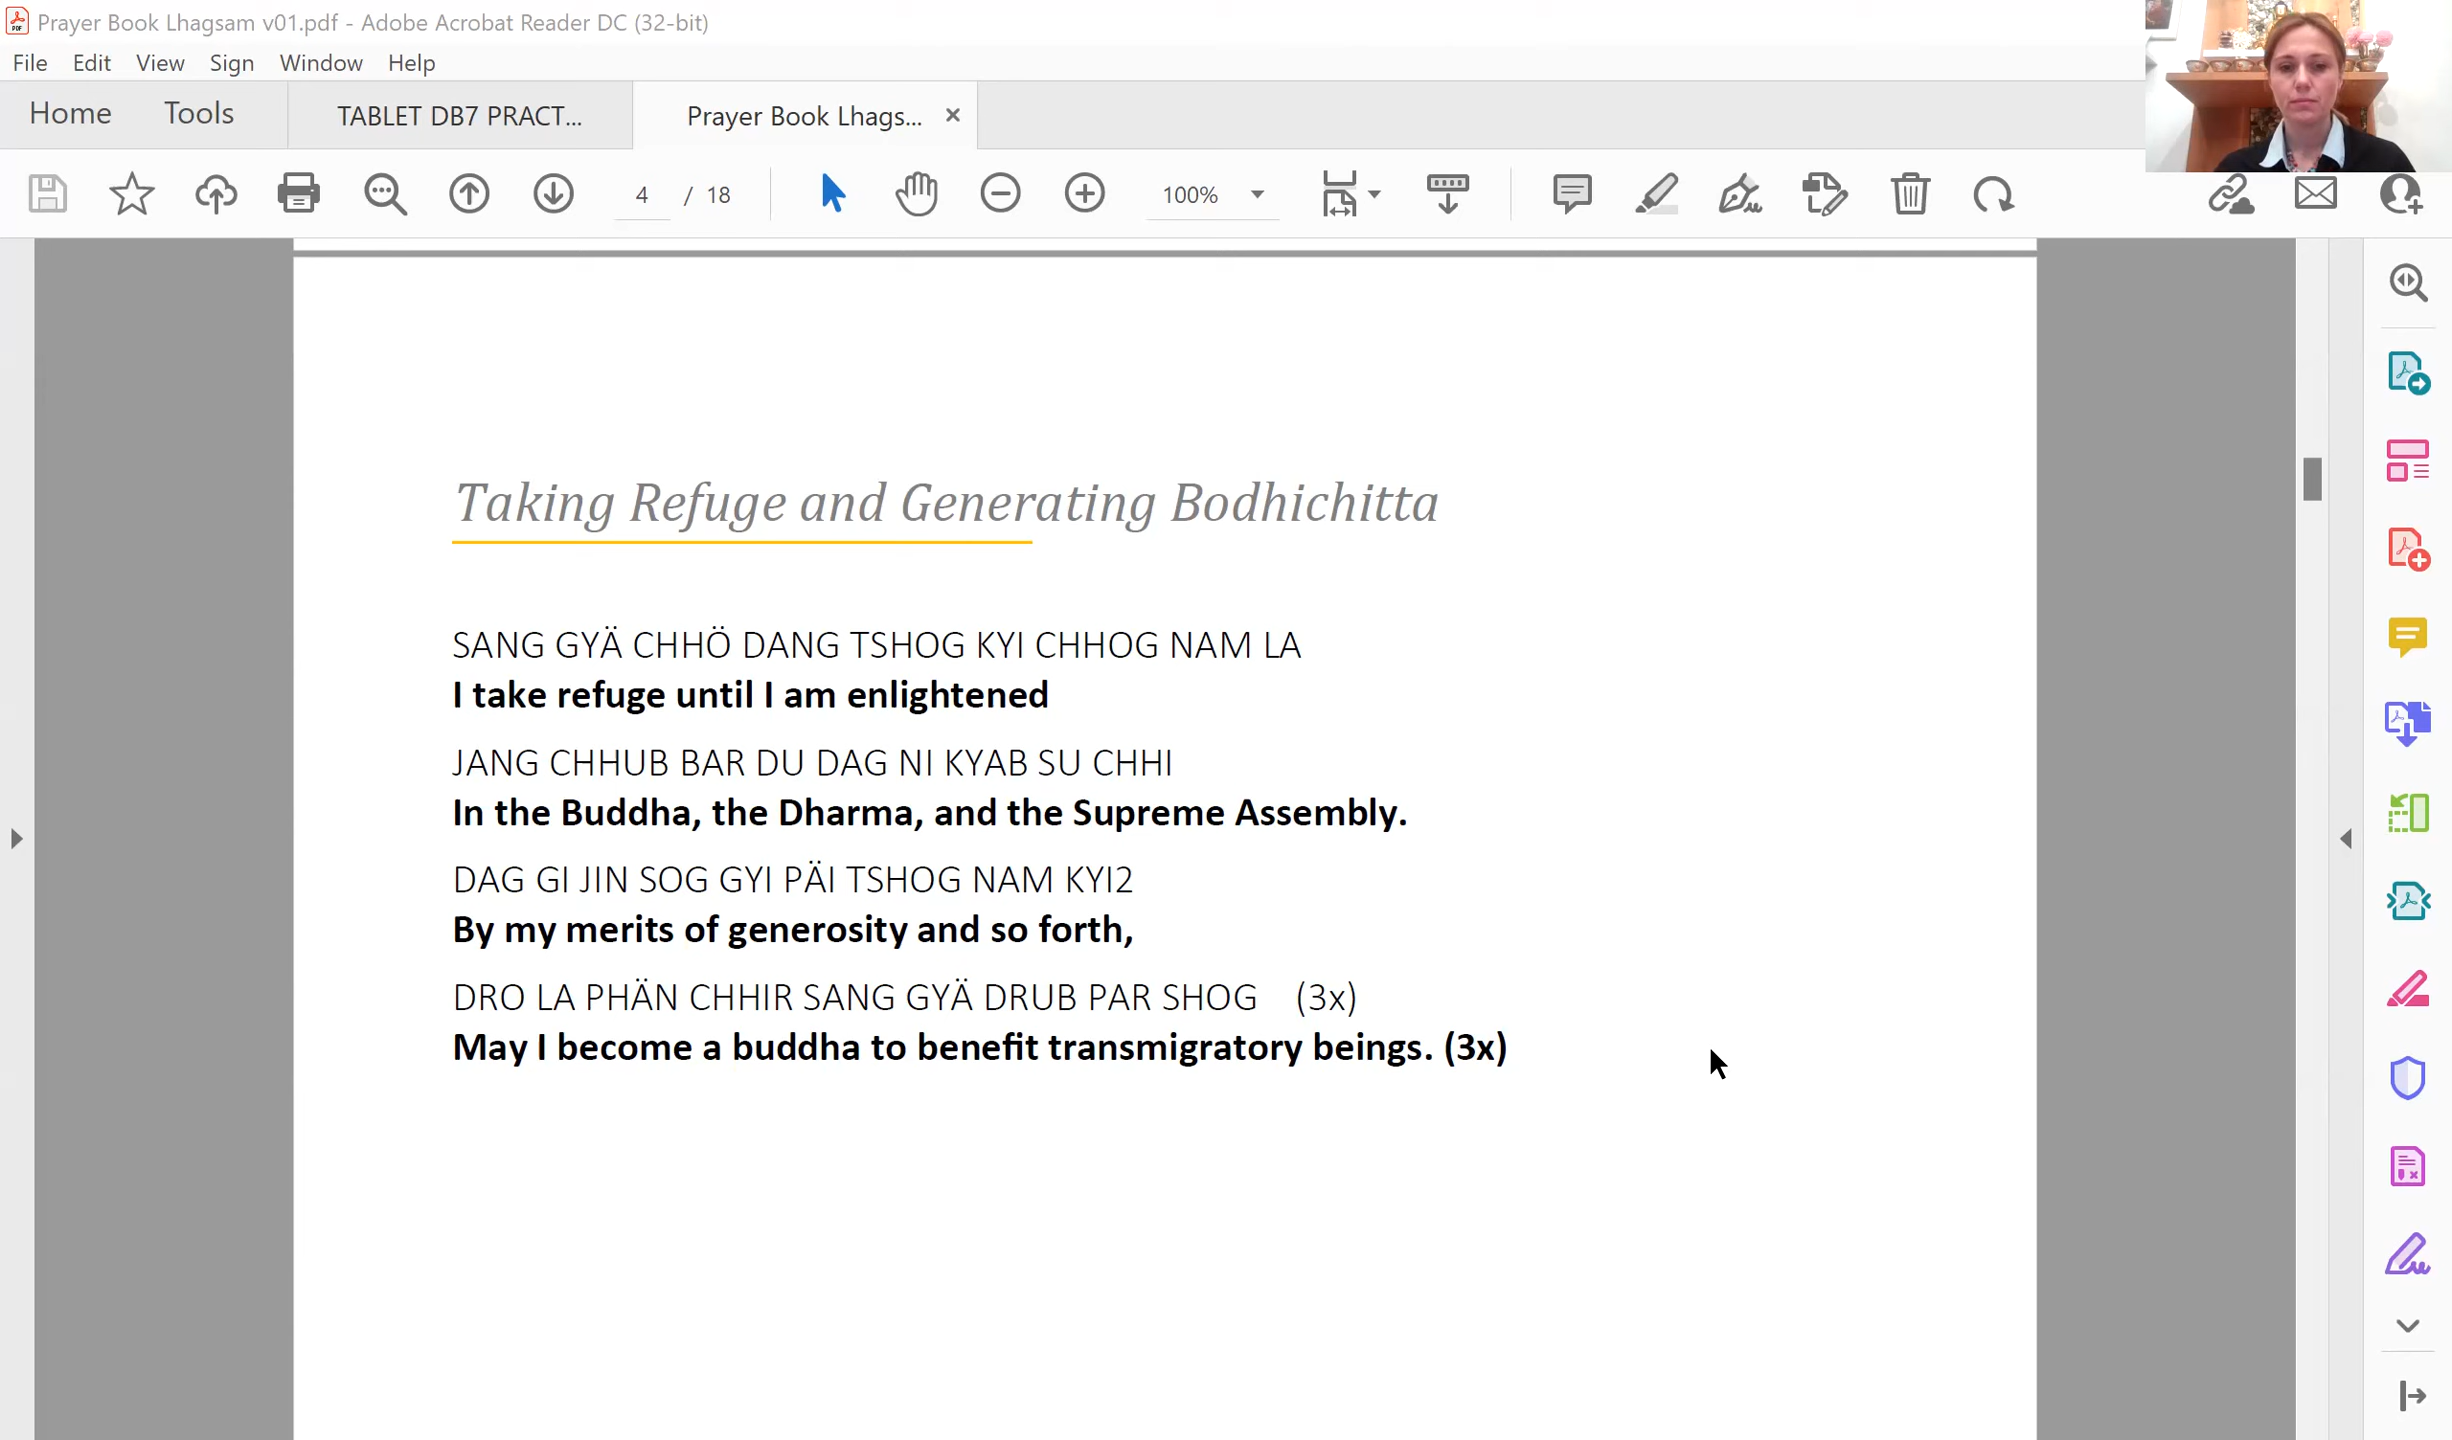 Prayer Book Lhagsam v01.pdf - Adobe Acrobat Reader DC (32-bit)
File Edit View Sign Window Help
Home Tools TABLET DB7 PRACT... Prayer Book Lhags... ×
4 / 18 100%
Taking Refuge and Generating Bodhichitta
SANG GYÄ CHHÖ DANG TSHOG KYI CHHOG NAM LA
I take refuge until I am enlightened
JANG CHHUB BAR DU DAG NI KYAB SU CHHI
In the Buddha, the Dharma, and the Supreme Assembly.
DAG GI JIN SOG GYI PÄI TSHOG NAM KYI2
By my merits of generosity and so forth,
DRO LA PHÄN CHHIR SANG GYÄ DRUB PAR SHOG (3x)
May I become a buddha to benefit transmigratory beings. (3x)